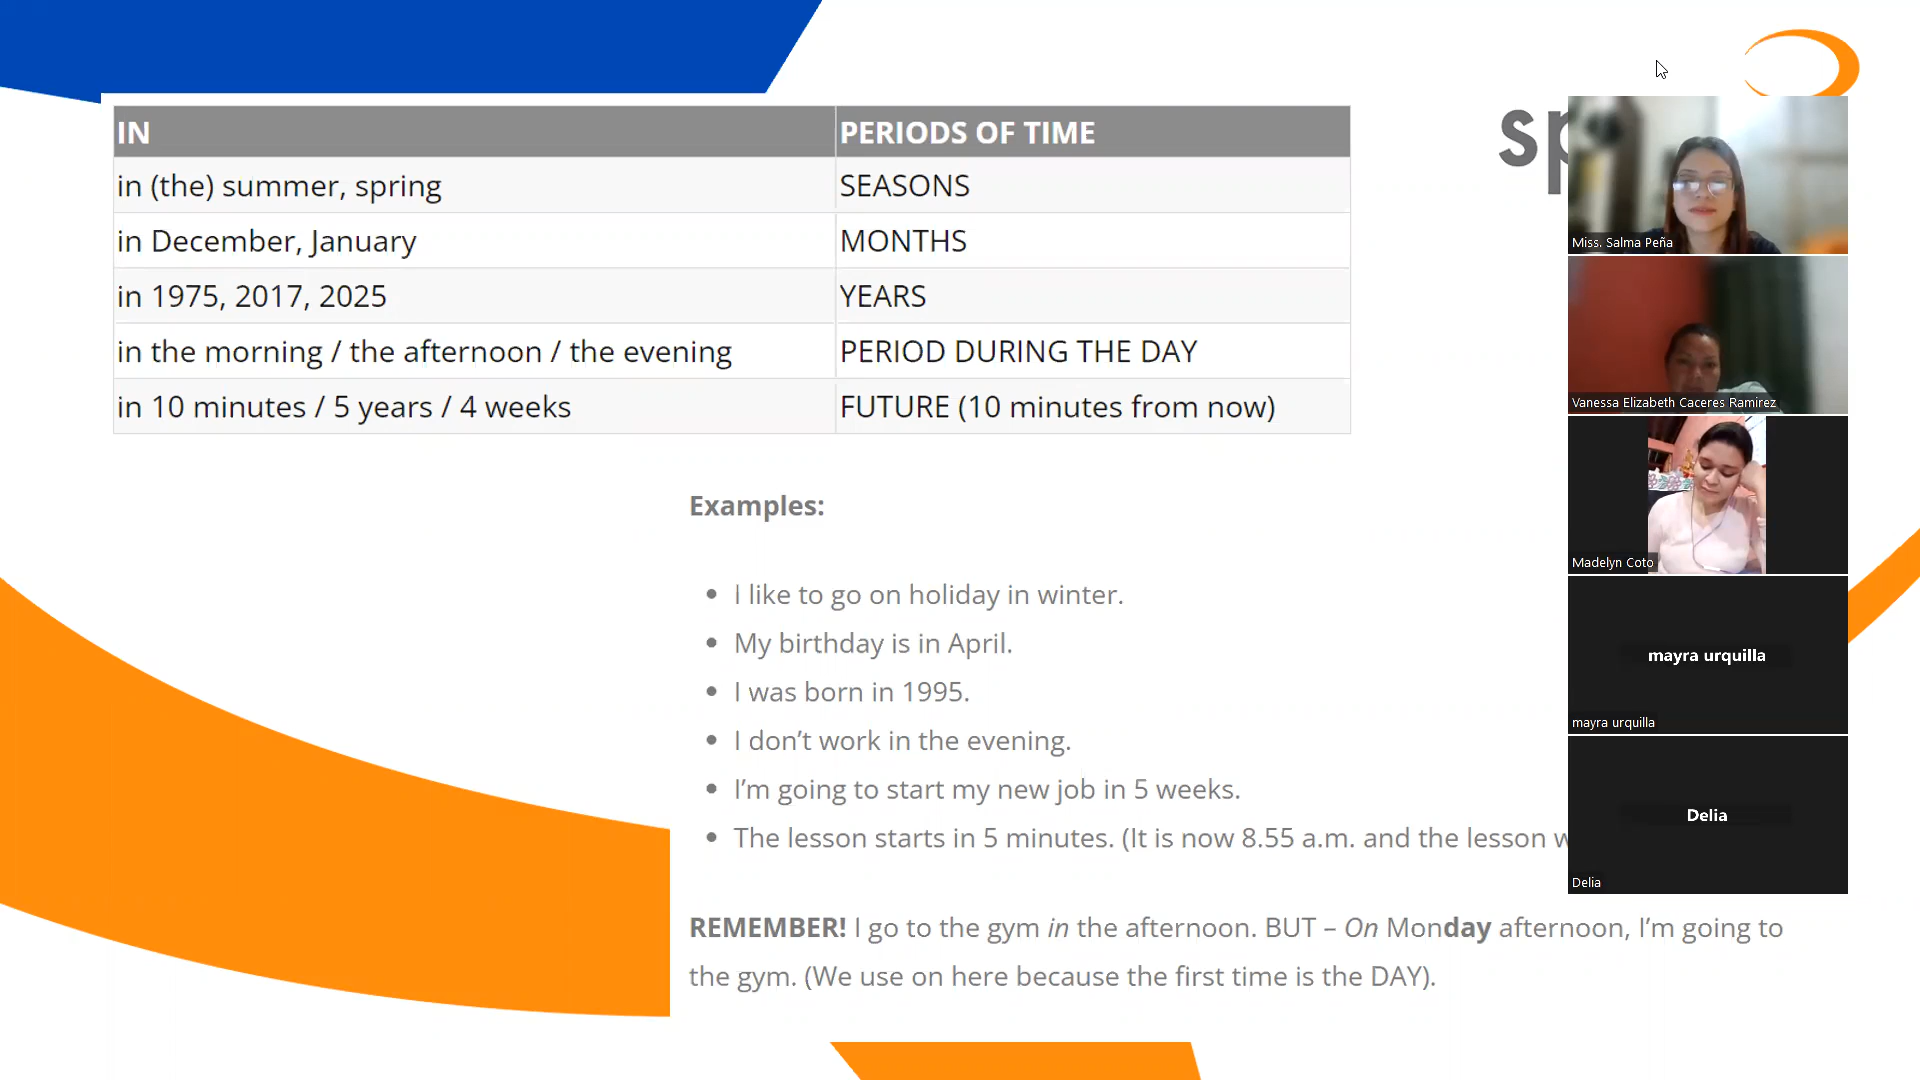 IN PERIODS OF TIME
in (the) summer, spring SEASONS
in December, January MONTHS
in 1975, 2017, 2025 YEARS
in the morning / the afternoon / the evening PERIOD DURING THE DAY
in 10 minutes / 5 years / 4 weeks FUTURE (10 minutes from now)
Examples:
• I like to go on holiday in winter.
• My birthday is in April.
• I was born in 1995.
• I don’t work in the evening.
• I’m going to start my new job in 5 weeks.
• The lesson starts in 5 minutes. (It is now 8.55 a.m. and the lesson
REMEMBER! I go to the gym in the afternoon. BUT – On Monday afternoon, I’m going to
the gym. (We use on here because the first time is the DAY).
Miss. Salma Peña
Vanessa Elizabeth Caceres Ramirez
Madelyn Coto
mayra urquilla
mayra urquilla
Delia
Delia